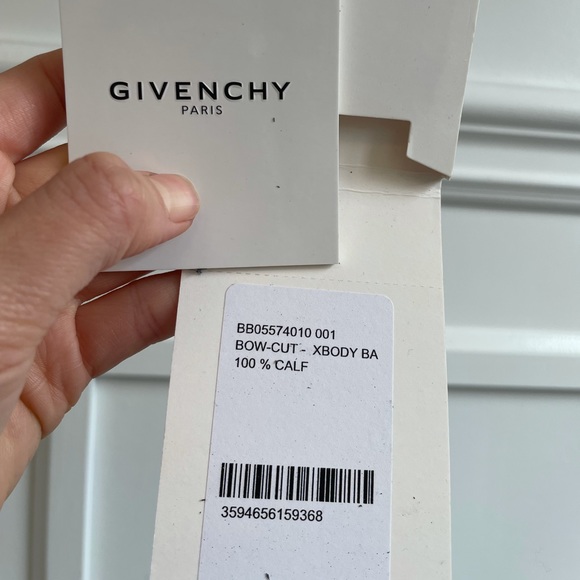 GIVENCHY
PARIS
BB05574010 001
BOW-CUT - XBODY BA
100 % CALF
3594656159368